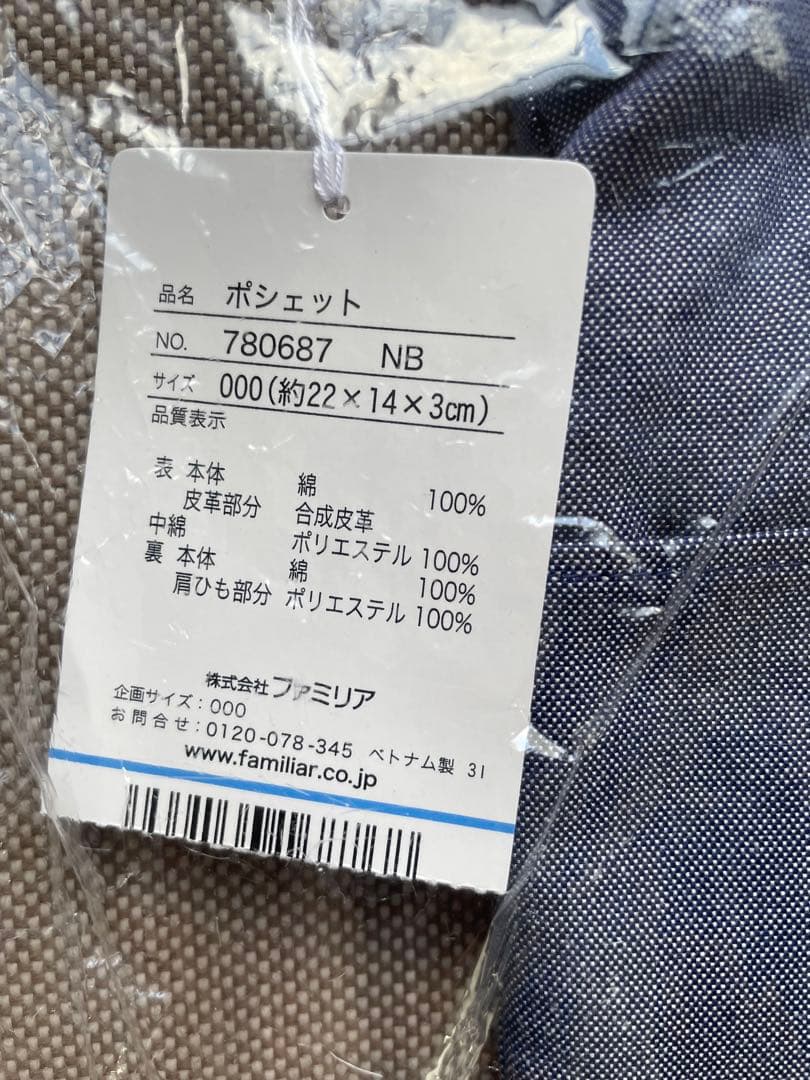 品名 ポシェット
NO. 780687 NB
サイズ 000(約22×14×3cm)
品質表示
表 本体 綿 100%
皮革部分 合成皮革
中綿 ポリエステル 100%
裏 本体 綿 100%
肩ひも部分 ポリエステル 100%
株式会社ファミリア
企画サイズ:000
お問合せ:0120-078-345 ベトナム製 31
www.familiar.co.jp